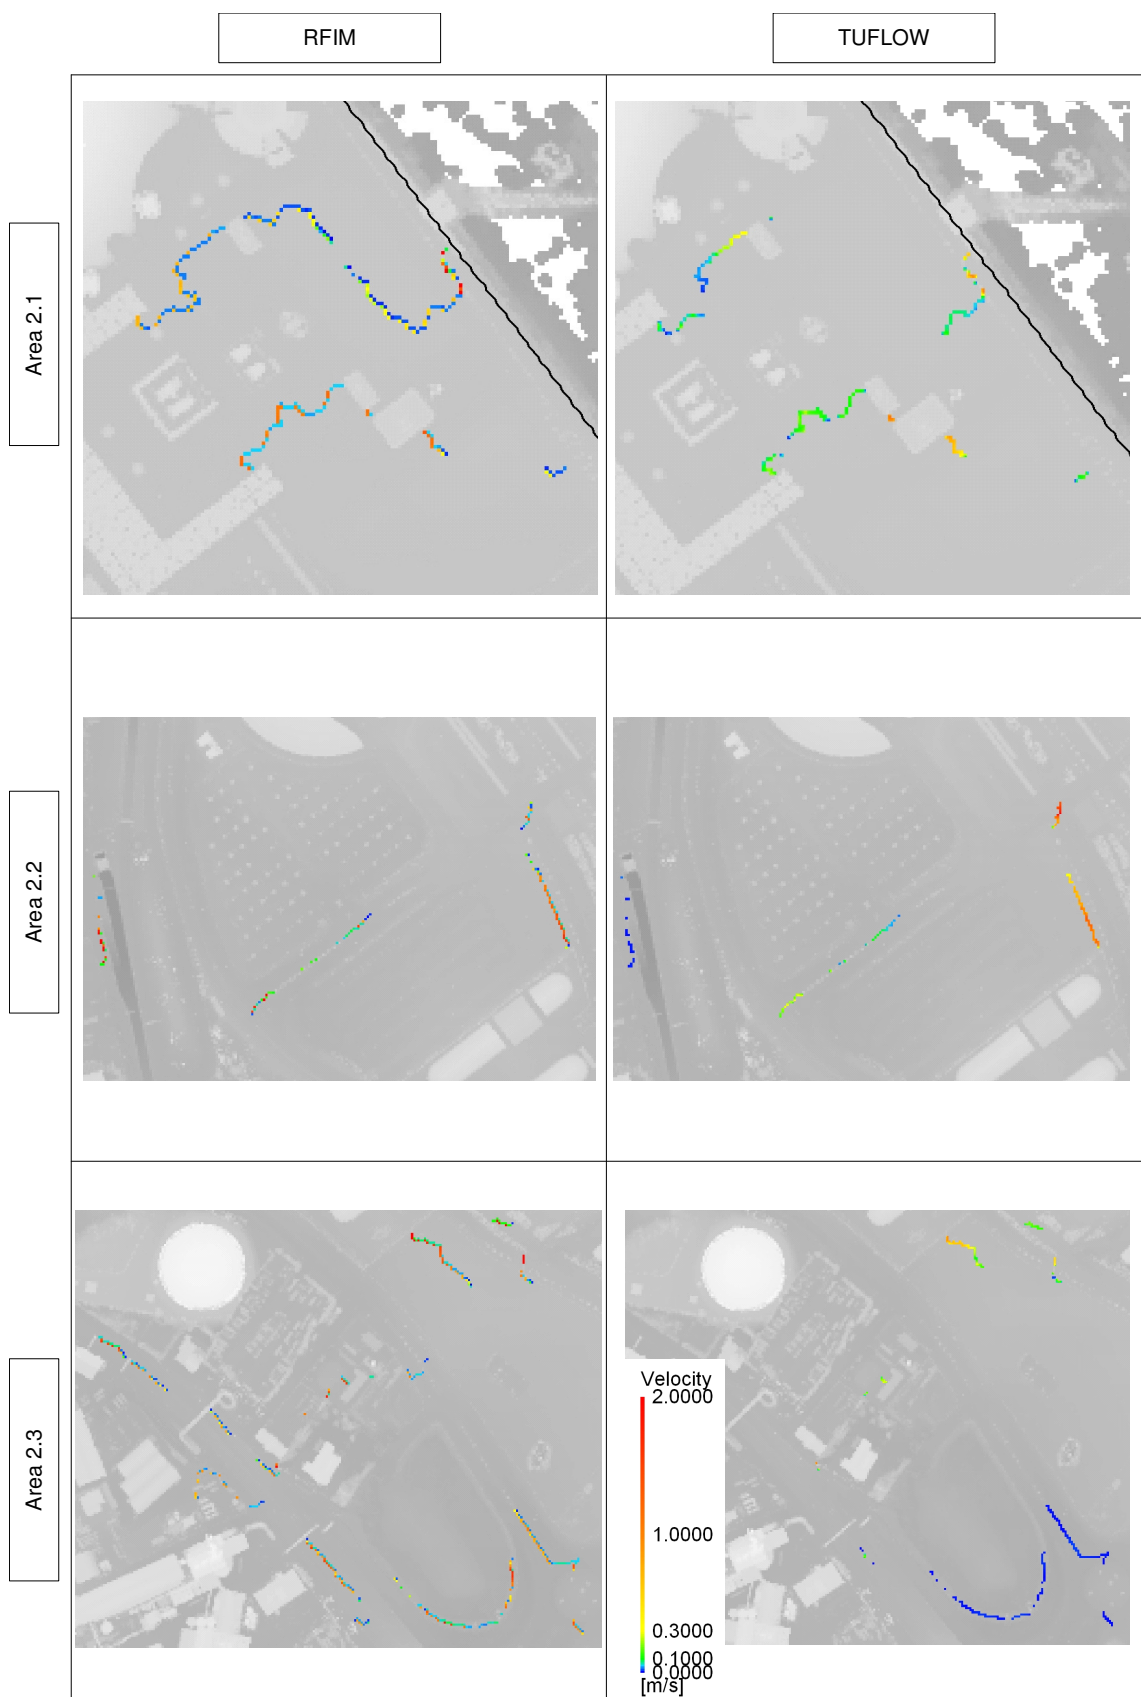 RFIM
TUFLOW
Area 2.1
Area 2.2
Area 2.3
Velocity
2.0000
1.0000
0.3000
0.1000
0.0000
[m/s]